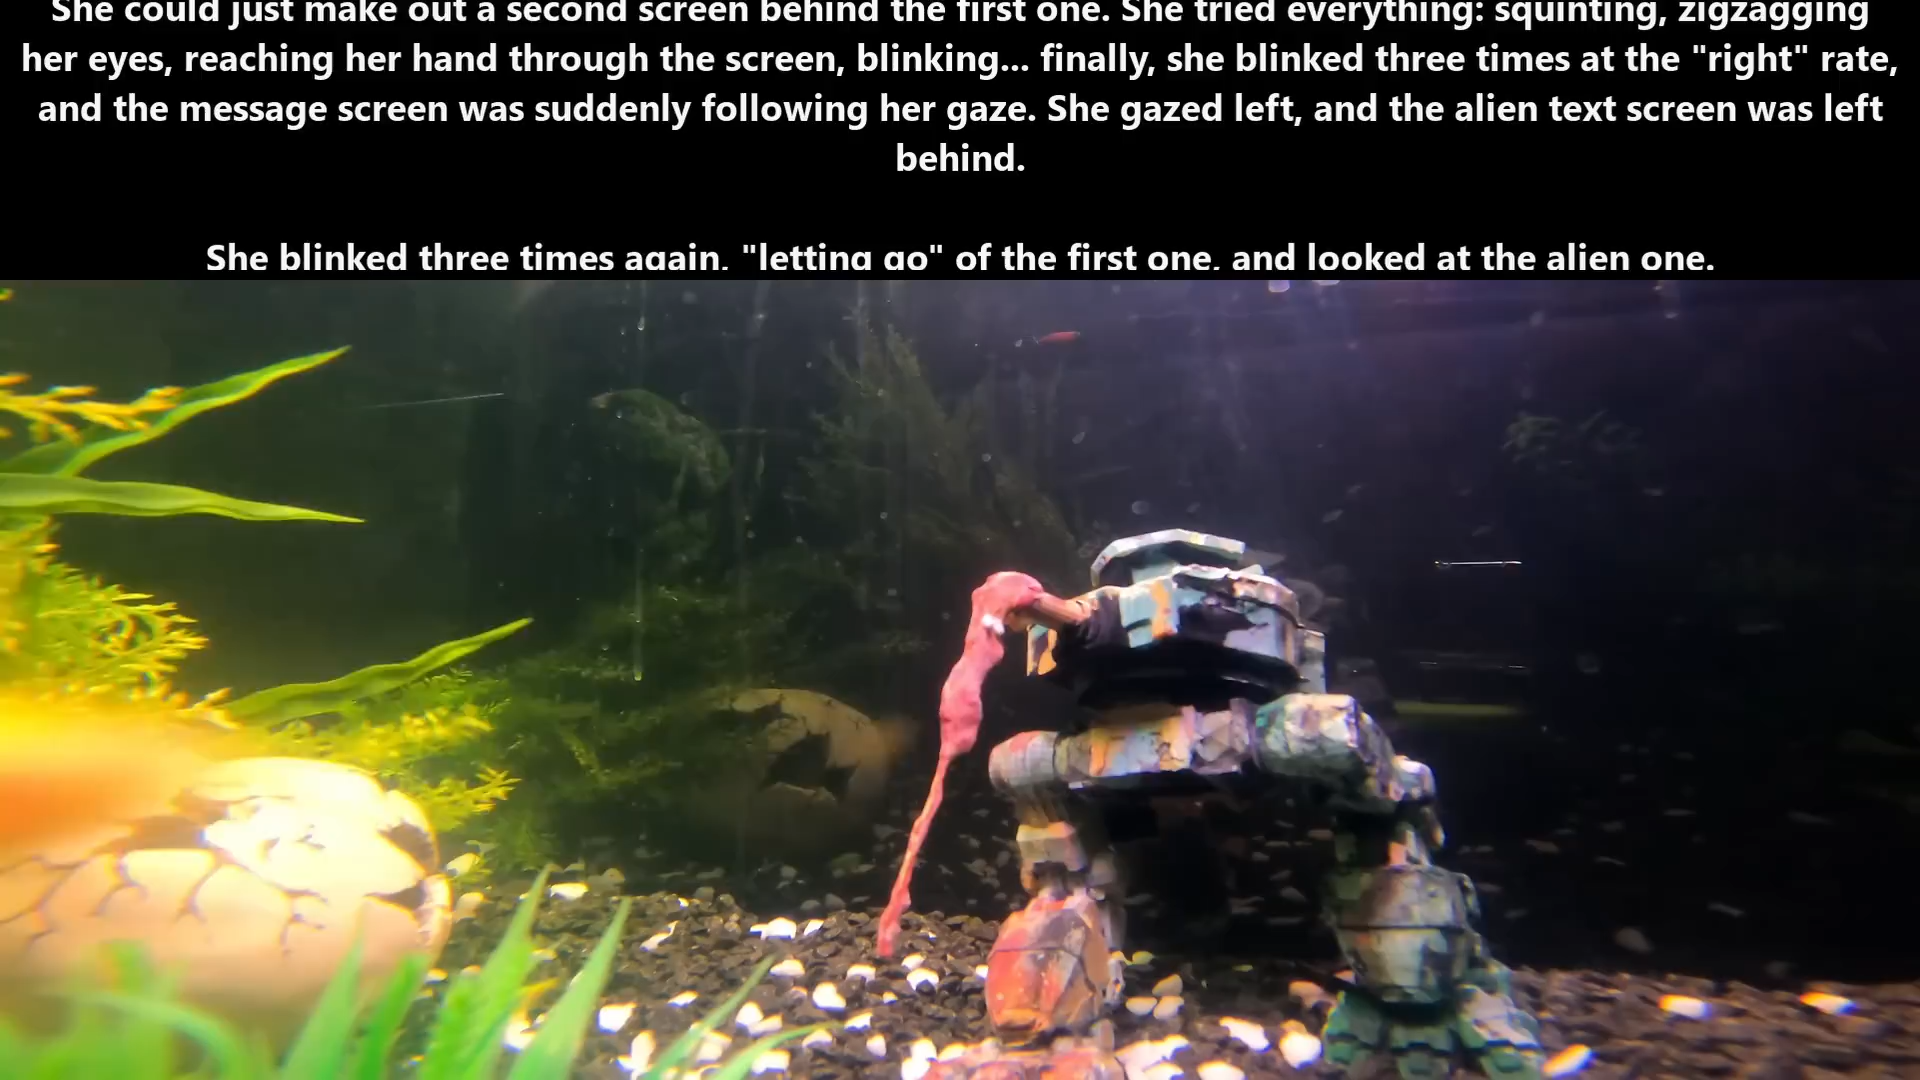 She could just make out a second screen behind the first one. She tried everything: squinting, zigzagging
her eyes, reaching her hand through the screen, blinking... finally, she blinked three times at the "right" rate,
and the message screen was suddenly following her gaze. She gazed left, and the alien text screen was left
behind.
She blinked three times again, "letting go" of the first one, and looked at the alien one.